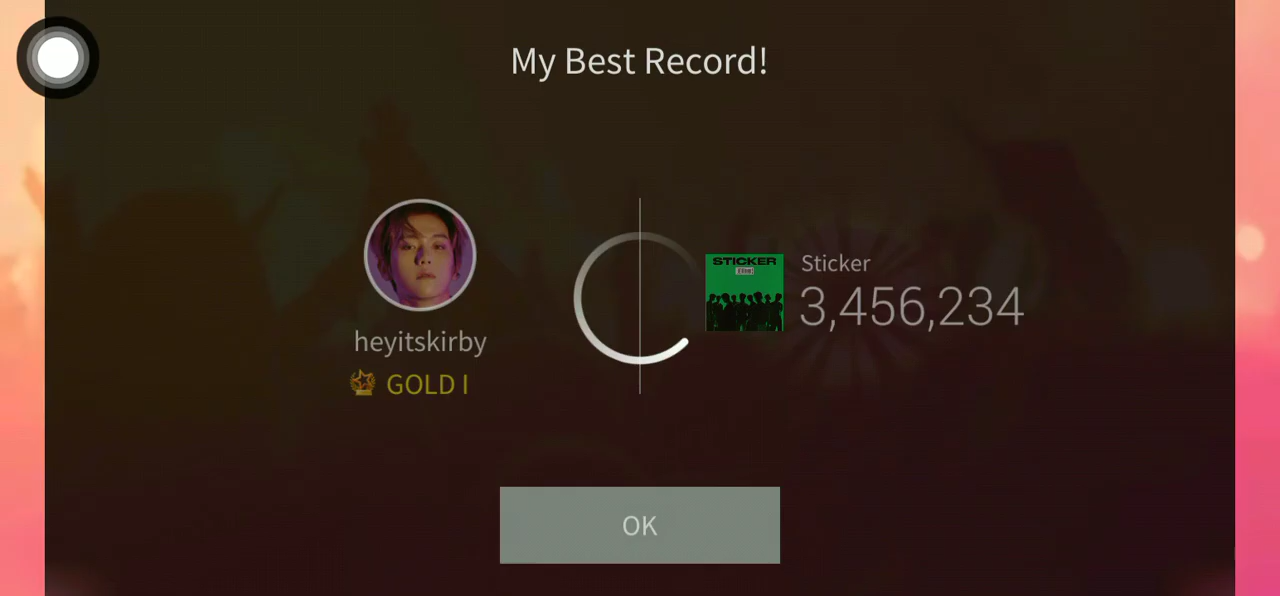 My Best Record!
heyitskirby
GOLD I
STICKER
Sticker
3,456,234
OK